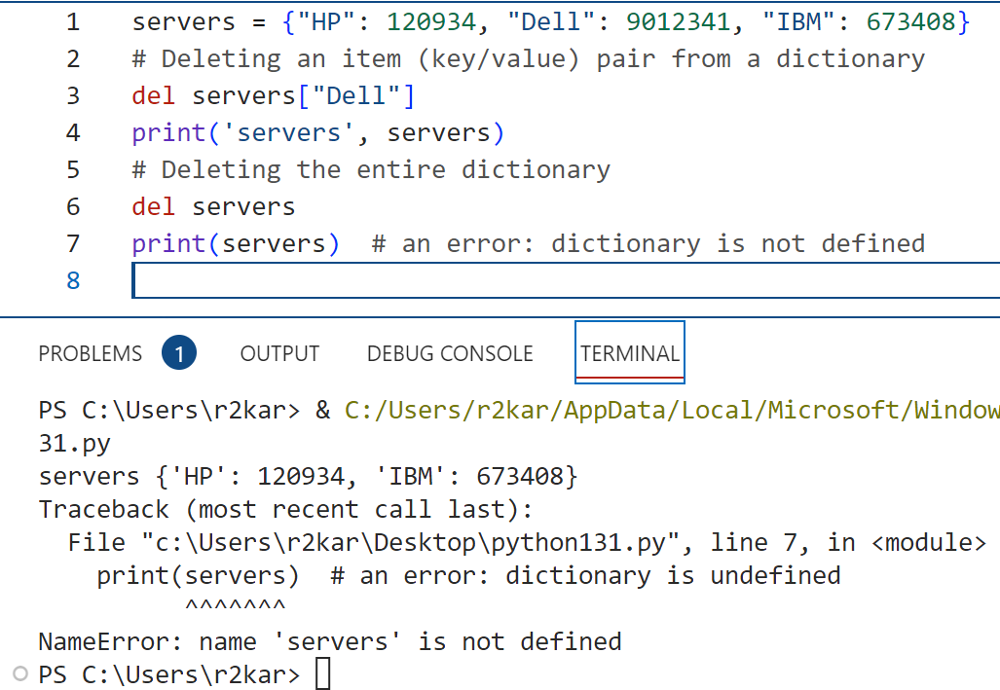 1 servers = {"HP": 120934, "Dell": 9012341, "IBM": 673408}
2 # Deleting an item (key/value) pair from a dictionary
3 del servers["Dell"]
4 print('servers', servers)
5 # Deleting the entire dictionary
6 del servers
7 print(servers)  # an error: dictionary is not defined
8
PROBLEMS 1 OUTPUT DEBUG CONSOLE TERMINAL
PS C:\Users\r2kar> & C:/Users/r2kar/AppData/Local/Microsoft/Window
31.py
servers {'HP': 120934, 'IBM': 673408}
Traceback (most recent call last):
  File "c:\Users\r2kar\Desktop\python131.py", line 7, in <module>
    print(servers)  # an error: dictionary is undefined
          ^^^^^^^
NameError: name 'servers' is not defined
PS C:\Users\r2kar>